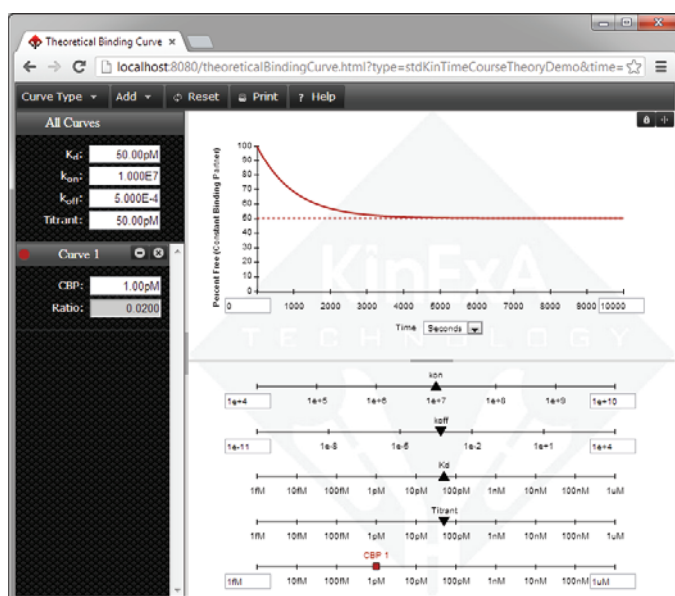 Theoretical Binding Curve ×
localhost:8080/theoreticalBindingCurve.html?type=stdKinTimeCourseTheoryDemo&time=
Curve Type Add Reset Print ? Help
All Curves
Kd: 50.00pM
kon: 1.000E7
koff: 5.000E-4
Titrant: 50.00pM
Curve 1
CBP: 1.00pM
Ratio: 0.0200
Percent Free (Constant Binding Partner)
100
90
80
70
60
50
40
30
20
10
0
0 1000 2000 3000 4000 5000 6000 7000 8000 9000 10000
Time Seconds
KinExA
TECHNOLOGY
kon
1e+4 1e+5 1e+6 1e+7 1e+8 1e+9 1e+10
koff
1e-11 1e-8 1e-5 1e-2 1e+1 1e+4
Kd
1fM 10fM 100fM 1pM 10pM 100pM 1nM 10nM 100nM 1uM
Titrant
1fM 10fM 100fM 1pM 10pM 100pM 1nM 10nM 100nM 1uM
CBP 1
1fM 10fM 100fM 1pM 10pM 100pM 1nM 10nM 100nM 1uM